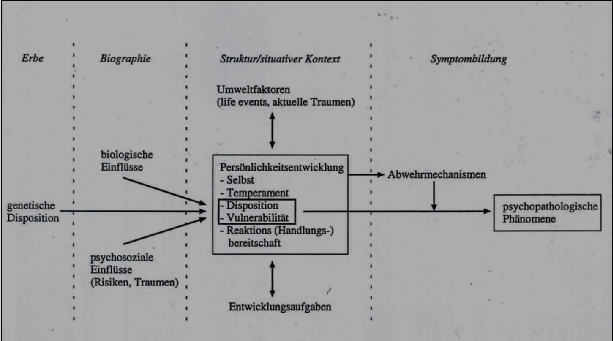 Erbe
Biographie
Struktur/situativer Kontext
Symptombildung
Umweltfaktoren
(life events, aktuelle Traumen)
biologische
Einflüsse
genetische
Disposition
psychosoziale
Einflüsse
(Risiken, Traumen)
Persönlichkeitsentwicklung
- Selbst
- Temperament
- Disposition
- Vulnerabilität
- Reaktions (Handlungs-)
bereitschaft
Entwicklungsaufgaben
Abwehrmechanismen
psychopathologische
Phänomene